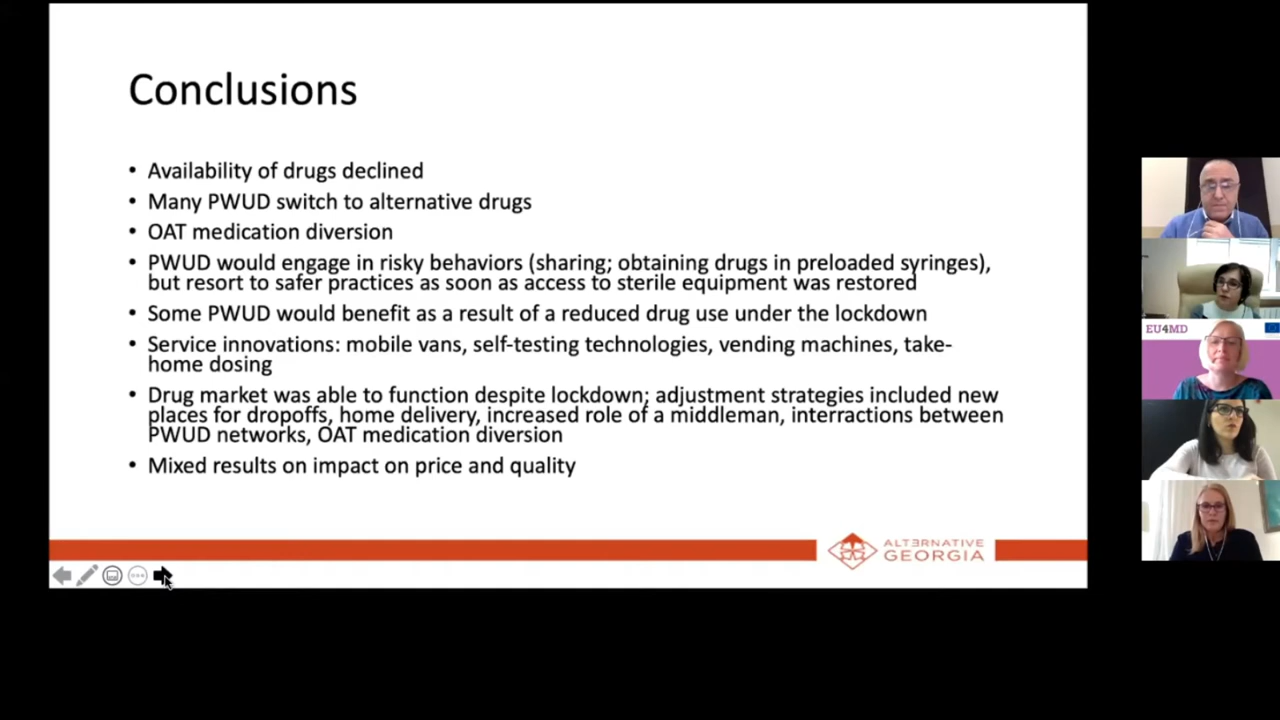 Conclusions
• Availability of drugs declined
• Many PWUD switch to alternative drugs
• OAT medication diversion
• PWUD would engage in risky behaviors (sharing; obtaining drugs in preloaded syringes),
but resort to safer practices as soon as access to sterile equipment was restored
• Some PWUD would benefit as a result of a reduced drug use under the lockdown
• Service innovations: mobile vans, self-testing technologies, vending machines, take-
home dosing
• Drug market was able to function despite lockdown; adjustment strategies included new
places for dropoffs, home delivery, increased role of a middleman, interractions between
PWUD networks, OAT medication diversion
• Mixed results on impact on price and quality
ALTƎRNATIVE
GEORGIA
EU4MD